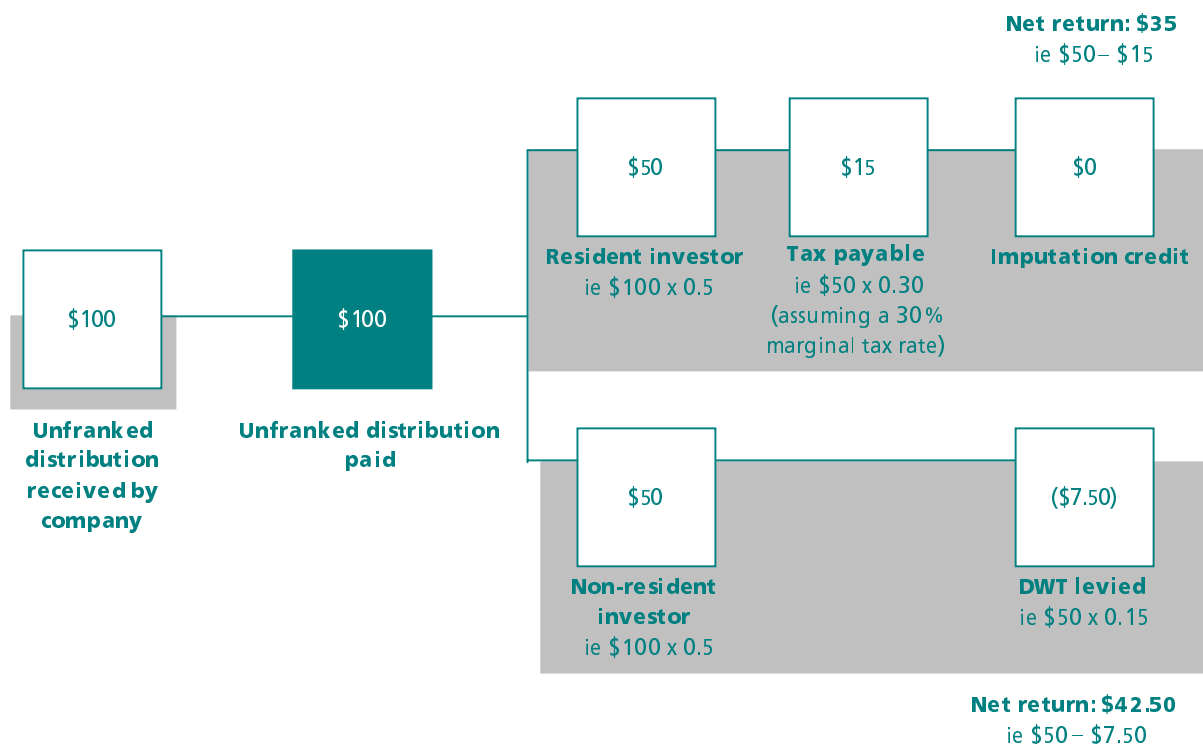 Net return: $35
ie $50– $15
$50
$15
$0
Resident investor
ie $100 x 0.5
Tax payable
ie $50 x 0.30
(assuming a 30%
marginal tax rate)
Imputation credit
$100
$100
Unfranked
distribution
received by
company
Unfranked distribution
paid
$50
($7.50)
Non-resident
investor
ie $100 x 0.5
DWT levied
ie $50 x 0.15
Net return: $42.50
ie $50– $7.50